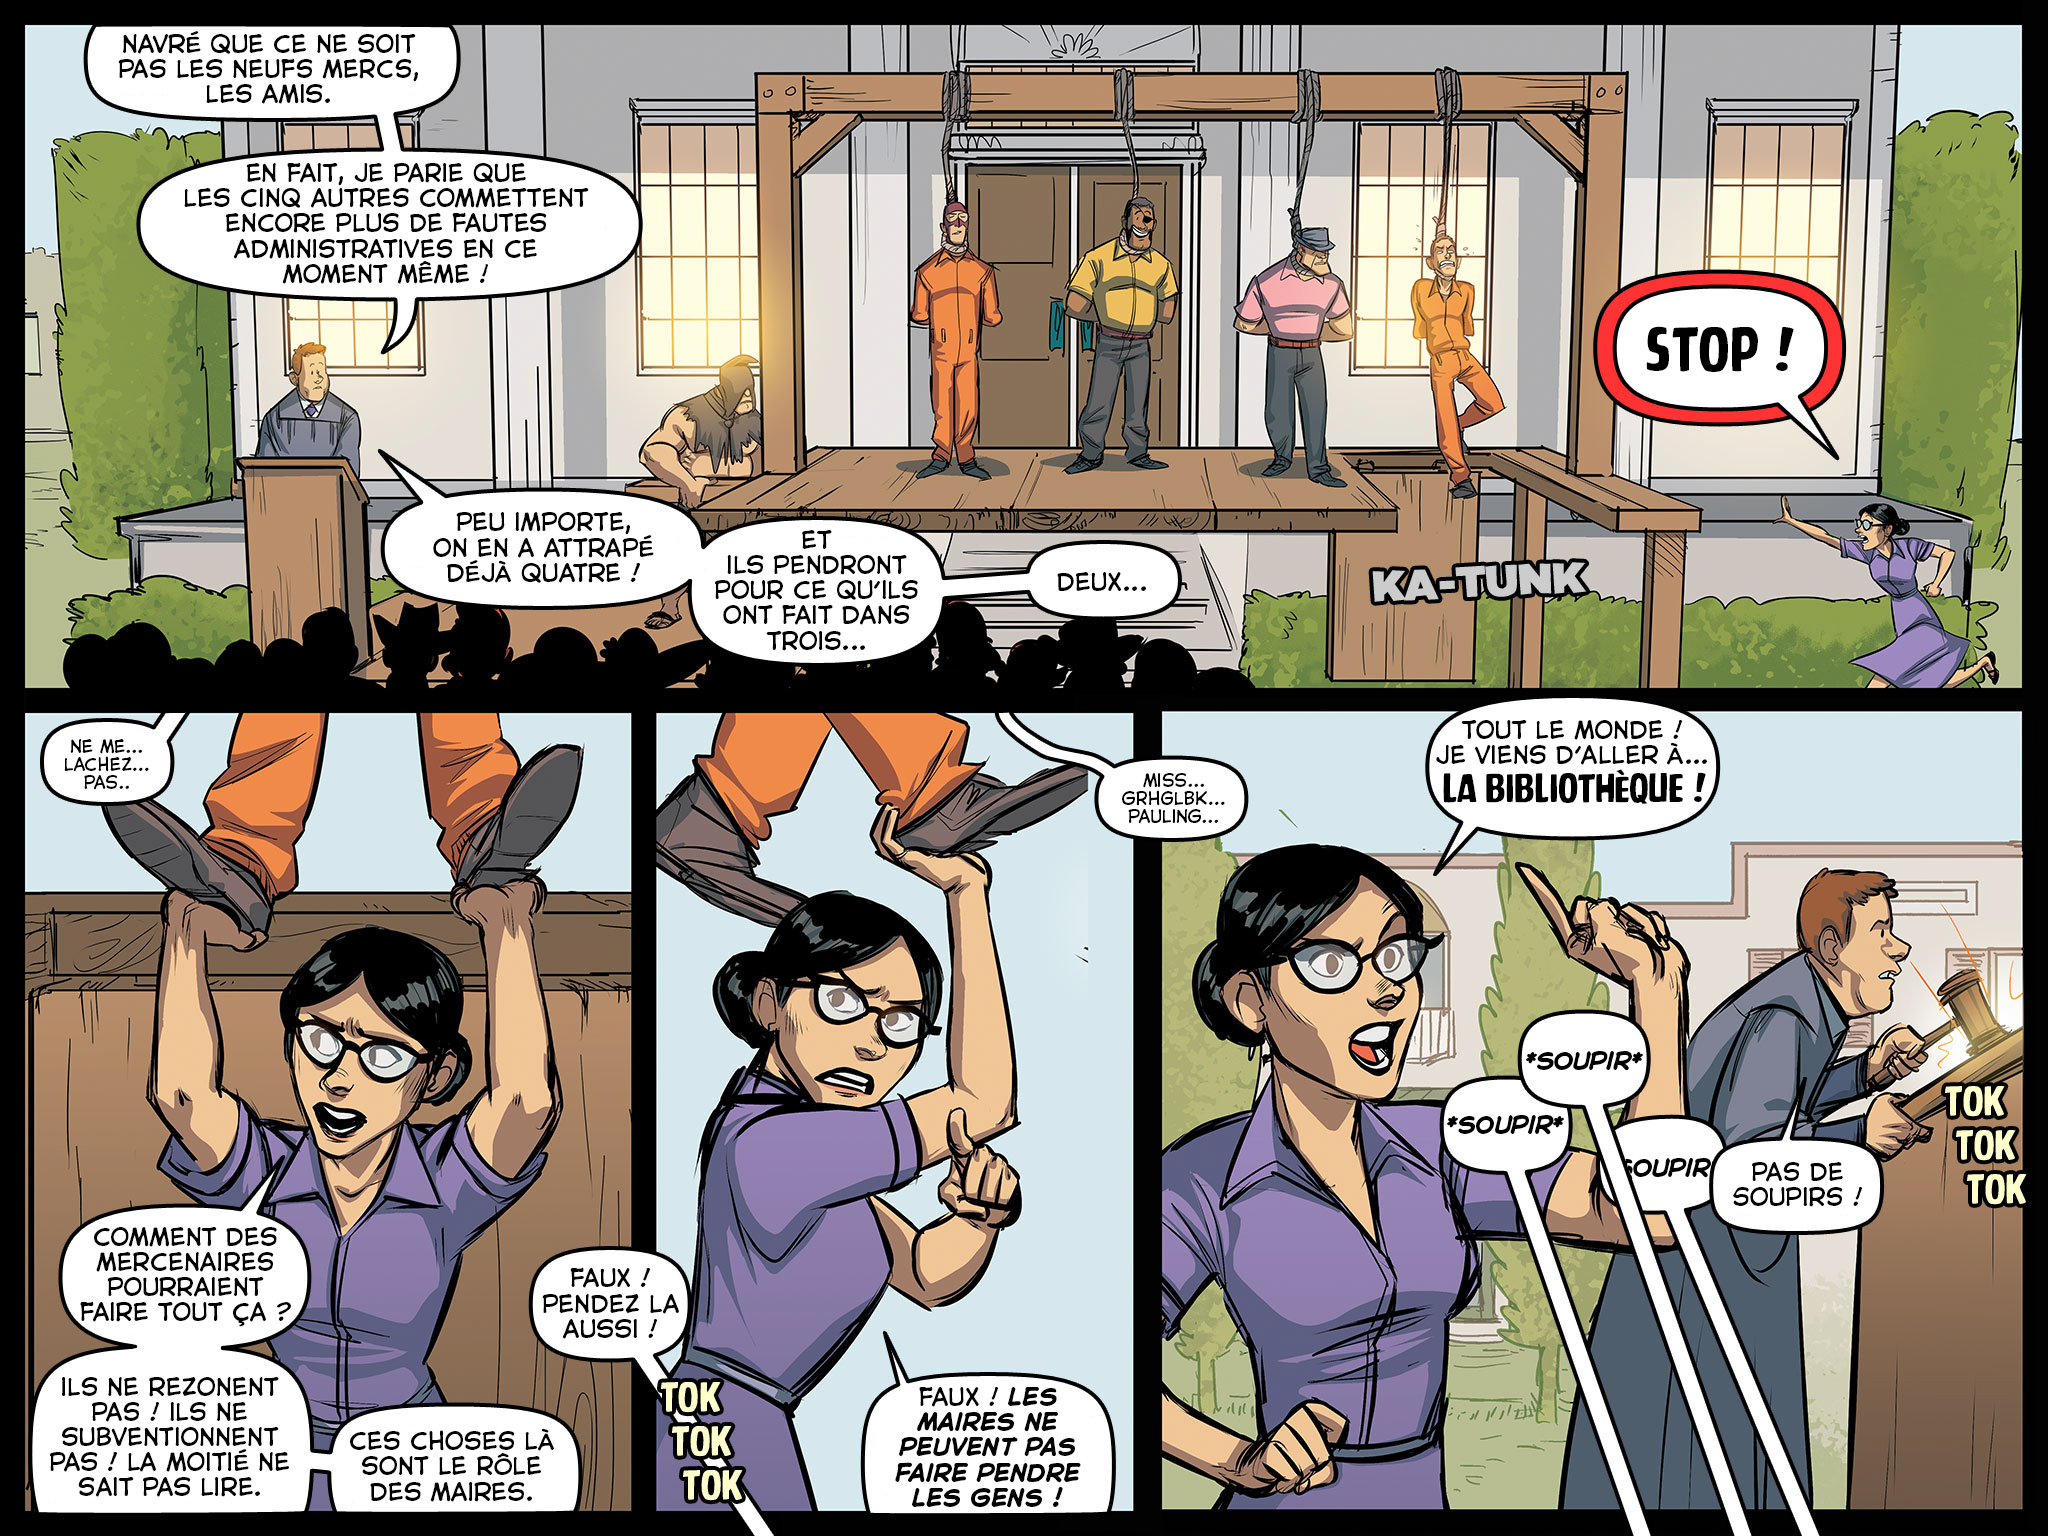 NAVRÉ QUE CE NE SOIT
PAS LES NEUFS MERCS,
LES AMIS.
EN FAIT, JE PARIE QUE
LES CINQ AUTRES COMMETTENT
ENCORE PLUS DE FAUTES
ADMINISTRATIVES EN CE
MOMENT MÊME !
PEU IMPORTE,
ON EN A ATTRAPÉ
DÉJÀ QUATRE !
ET
ILS PENDRONT
POUR CE QU'ILS
ONT FAIT DANS
TROIS...
DEUX...
KA-TUNK
STOP !
NE ME...
LACHEZ...
PAS..
COMMENT DES
MERCENAIRES
POURRAIENT
FAIRE TOUT ÇA ?
ILS NE REZONENT
PAS ! ILS NE
SUBVENTIONNENT
PAS ! LA MOITIÉ NE
SAIT PAS LIRE.
CES CHOSES LÀ
SONT LE RÔLE
DES MAIRES.
MISS...
GRHGLBK...
PAULING...
FAUX !
PENDEZ LA
AUSSI !
TOK
TOK
TOK
FAUX ! LES
MAIRES NE
PEUVENT PAS
FAIRE PENDRE
LES GENS !
TOUT LE MONDE !
JE VIENS D'ALLER À...
LA BIBLIOTHÈQUE !
*SOUPIR*
*SOUPIR*
SOUPIR
PAS DE
SOUPIRS !
TOK
TOK
TOK